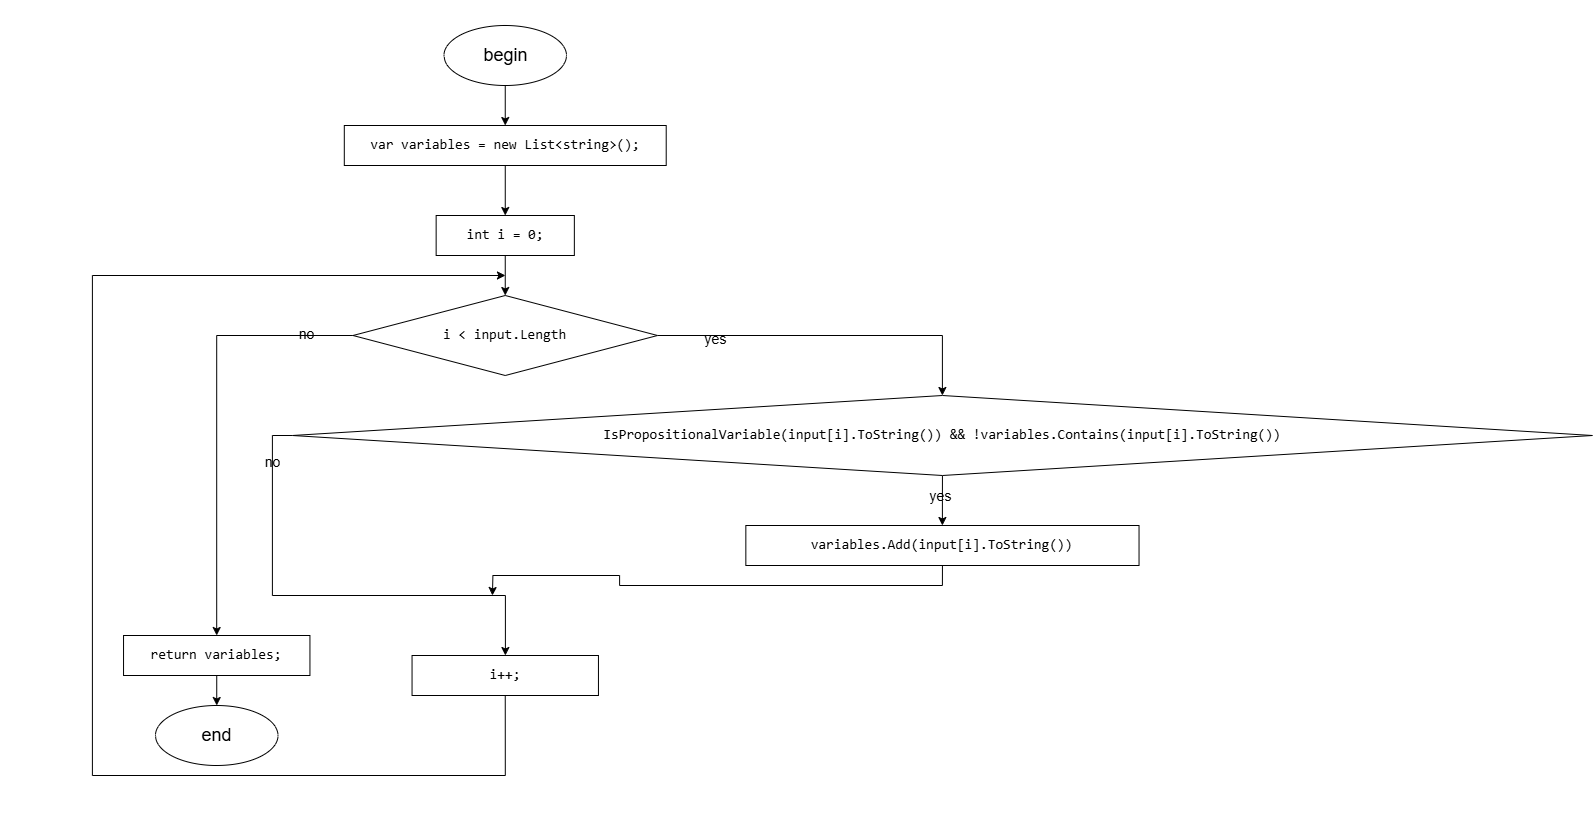 begin
var variables = new List<string>();
int i = 0;
i < input.Length
no
yes
IsPropositionalVariable(input[i].ToString()) && !variables.Contains(input[i].ToString())
no
yes
variables.Add(input[i].ToString())
return variables;
i++;
end